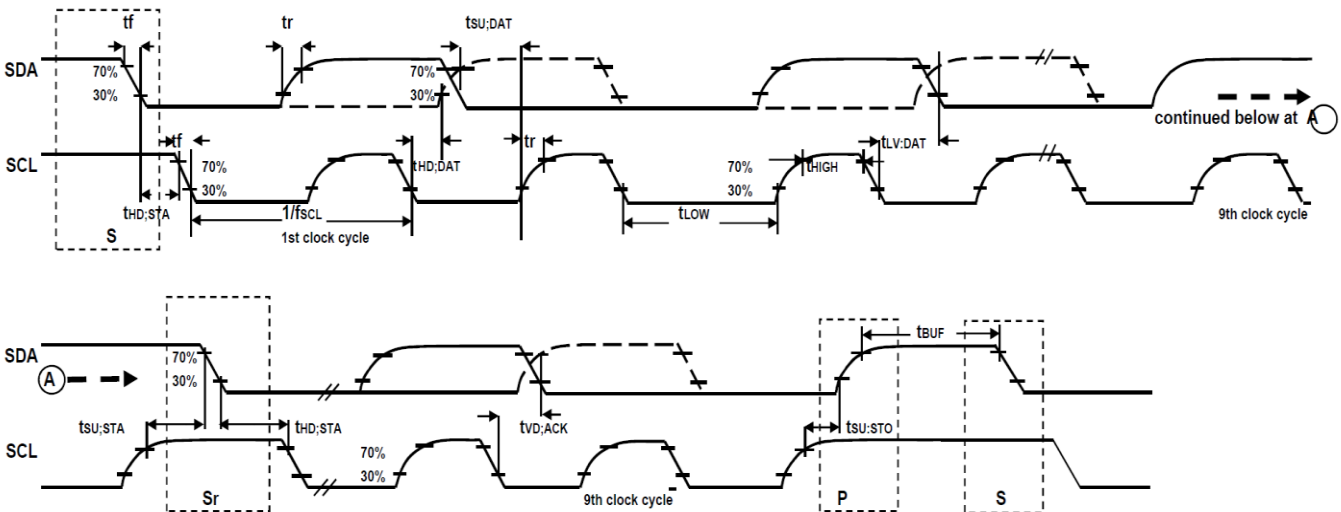 tf tr tSU;DAT
SDA 70% 70%
30% 30%
continued below at A
tf tHD;DAT tr tLV:DAT
SCL 70% 70% tHIGH
30% 30%
tHD;STA 1/fSCL tLOW
S 1st clock cycle 9th clock cycle
tBUF
SDA 70%
A 30%
tSU;STA tHD;STA tVD;ACK tSU:STO
SCL 70%
30%
Sr 9th clock cycle P S